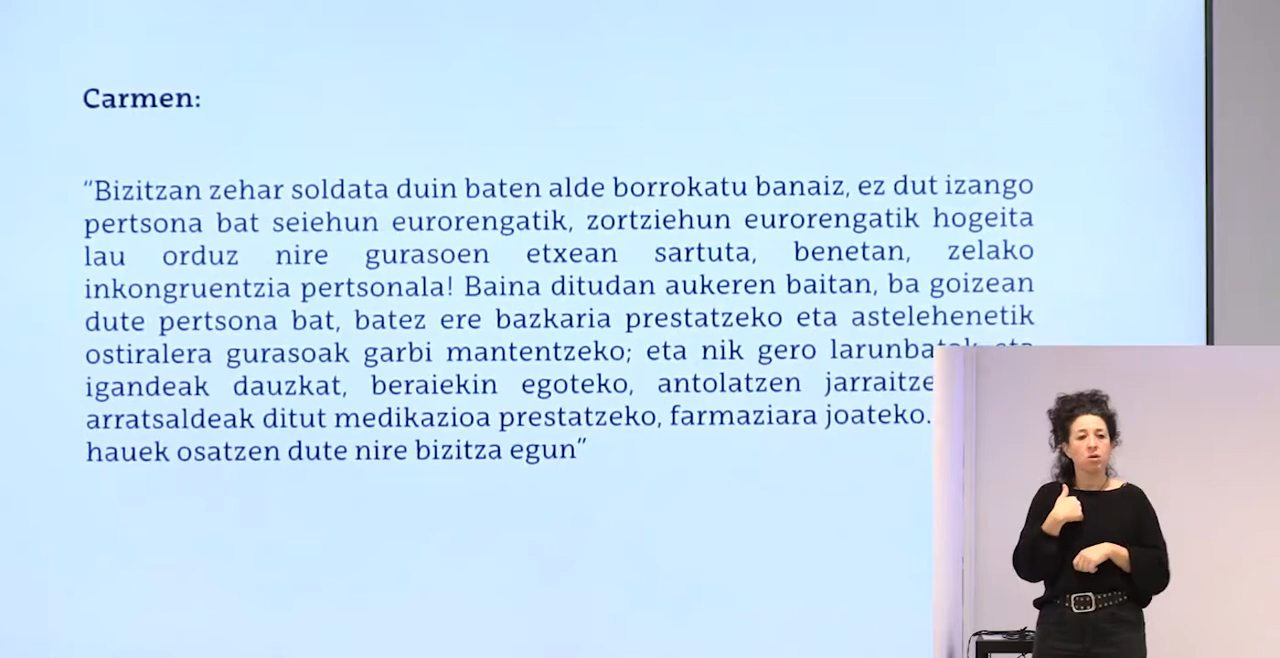 Carmen:
“Bizitzan zehar soldata duin baten alde borrokatu banaiz, ez dut izango
pertsona bat seiehun eurorengatik, zortziehun eurorengatik hogeita
lau orduz nire gurasoen etxean sartuta, benetan, zelako
inkongruentzia pertsonala! Baina ditudan aukeren baitan, ba goizean
dute pertsona bat, batez ere bazkaria prestatzeko eta astelehenetik
ostiralera gurasoak garbi mantentzeko; eta nik gero
igandeak dauzkat, beraiekin egoteko, antolatzen
arratsaldeak ditut medikazioa prestatzeko, farmaziara joateko.
hauek osatzen dute nire bizitza egun”